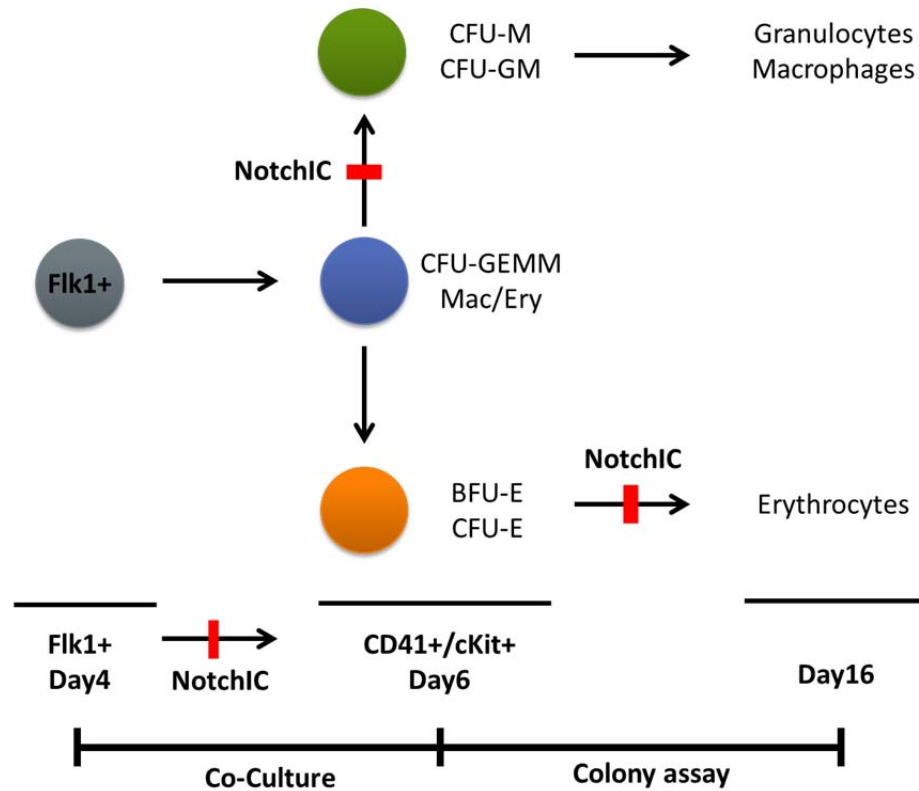 CFU-M
CFU-GM
Granulocytes
Macrophages
NotchIC
Flk1+
CFU-GEMM
Mac/Ery
NotchIC
BFU-E
CFU-E
Erythrocytes
Flk1+
Day4
NotchIC
CD41+/cKit+
Day6
Day16
Co-Culture
Colony assay